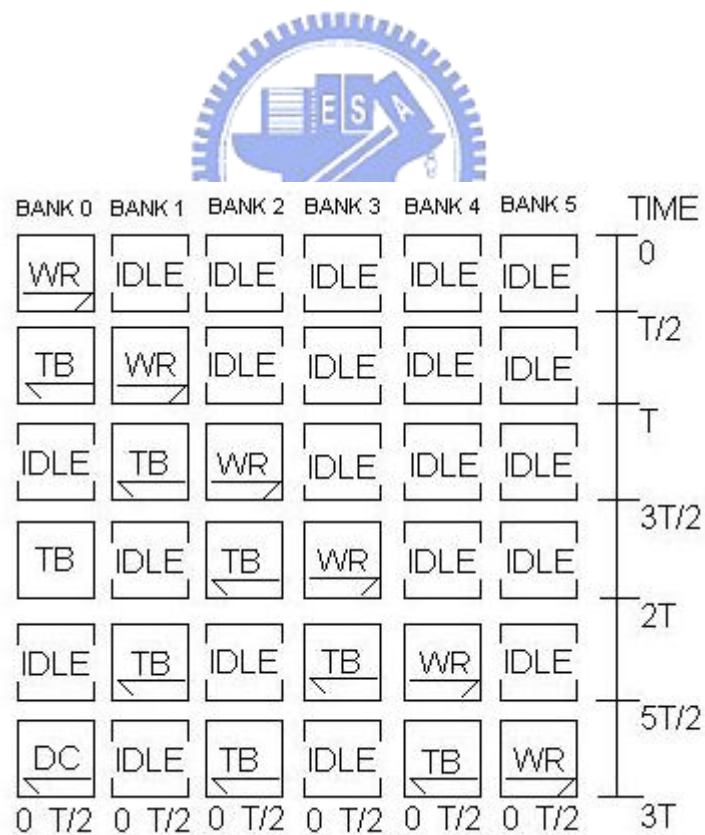 E S A
BANK 0 BANK 1 BANK 2 BANK 3 BANK 4 BANK 5 TIME
0
WR IDLE IDLE IDLE IDLE IDLE
T/2
TB WR IDLE IDLE IDLE IDLE
T
IDLE TB WR IDLE IDLE IDLE
3T/2
TB IDLE TB WR IDLE IDLE
2T
IDLE TB IDLE TB WR IDLE
5T/2
DC IDLE TB IDLE TB WR
0 T/2 0 T/2 0 T/2 0 T/2 0 T/2 0 T/2 3T